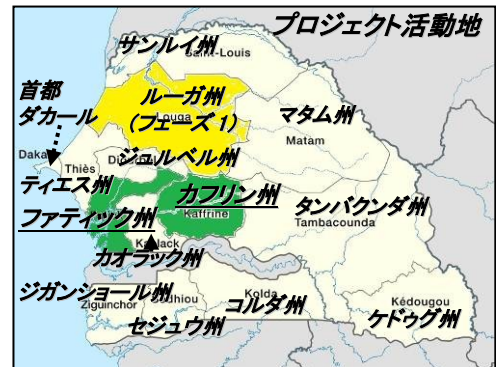 プロジェクト活動地
サンルイ州
Saint-Louis
首都
ダカール
ルーガ州
Louga
(フェーズ1)
マタム州
Matam
ジュルベル州
Thiès
ティエス州
カフリン州
Kaffrine
ファティック州
タンバクンダ州
Tambacounda
カオラック州
ジガンショール州
Ziguinchor
セジュウ州
Kolda
コルダ州
Kédougou
ケドゥグ州